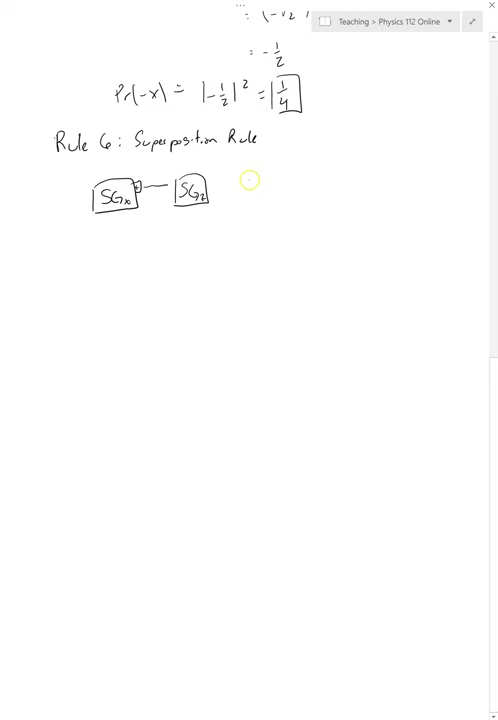 Teaching > Physics 112 Online
= -1/2
Pr(-x) = |-1/2|² = 1/4
Rule 6: Superposition Rule
SGx + SGz